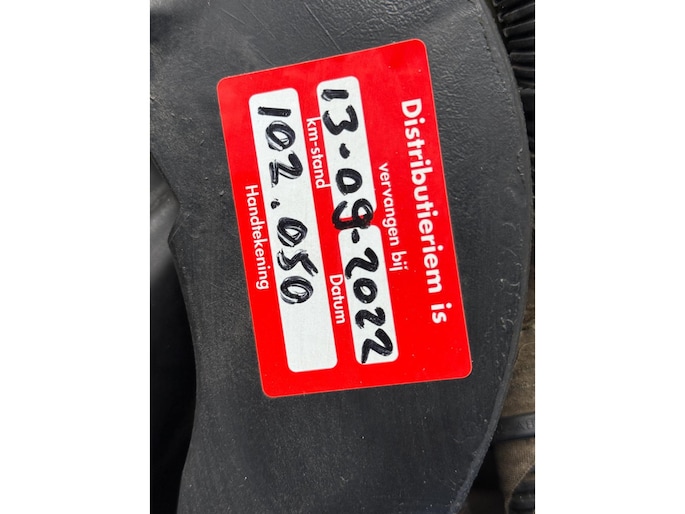 Distributieriem is
vervangen bij
13-09-2022
km-stand Datum
102.050
Handtekening